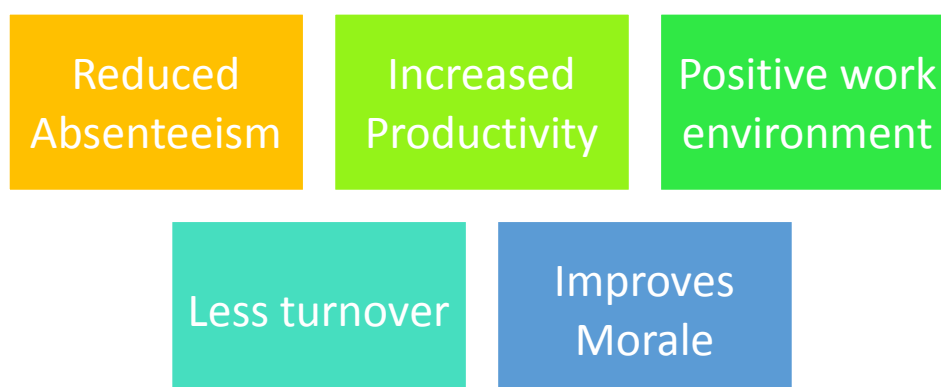 Reduced
Absenteeism
Increased
Productivity
Positive work
environment
Less turnover
Improves
Morale